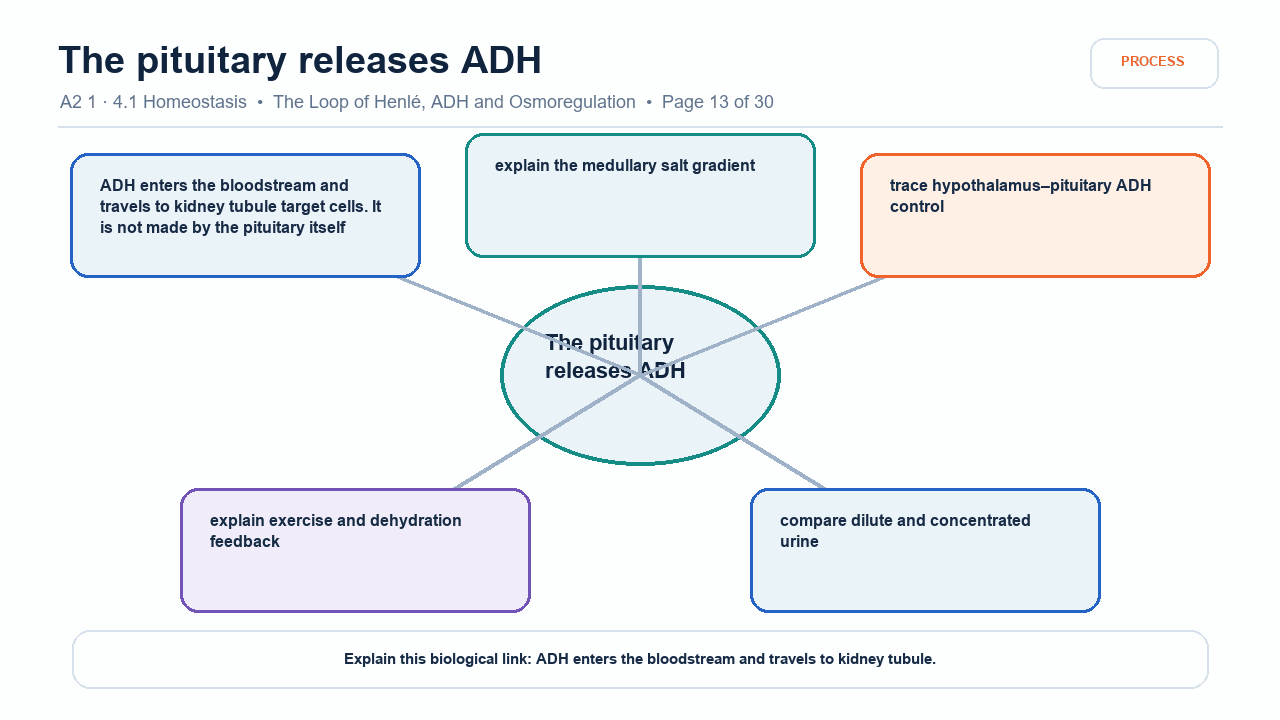 The pituitary releases ADH
PROCESS
A2 1 · 4.1 Homeostasis • The Loop of Henlé, ADH and Osmoregulation • Page 13 of 30
ADH enters the bloodstream and
travels to kidney tubule target cells. It
is not made by the pituitary itself
explain the medullary salt gradient
trace hypothalamus–pituitary ADH
control
The pituitary
releases ADH
explain exercise and dehydration
feedback
compare dilute and concentrated
urine
Explain this biological link: ADH enters the bloodstream and travels to kidney tubule.